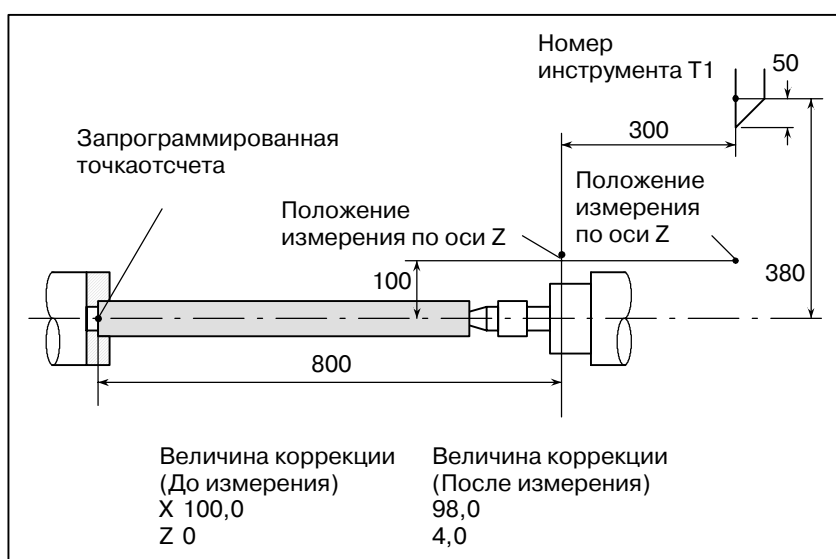 Номер
инструмента T1
50
300
Запрограммированная
точкаотсчета
Положение
измерения по оси Z
Положение
измерения
по оси Z
100
380
800
Величина коррекции
(До измерения)
X 100,0
Z 0
Величина коррекции
(После измерения)
98,0
4,0